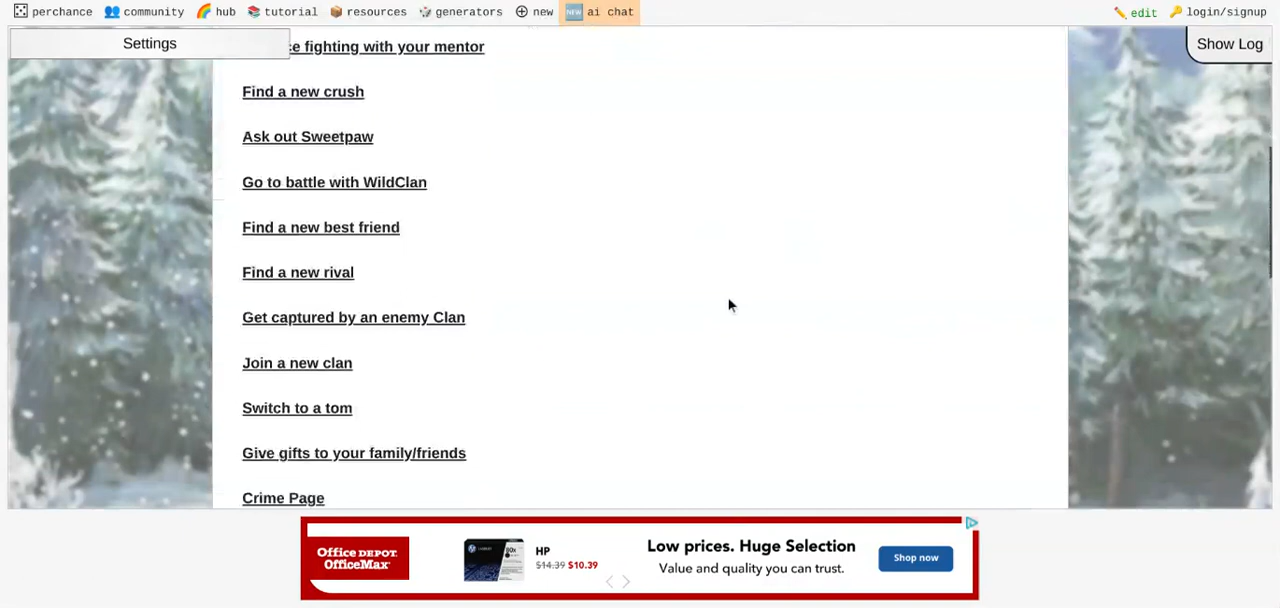 perchance community hub tutorial resources generators new NEW ai chat edit login/signup
Settings
Show Log
ce fighting with your mentor
Find a new crush
Ask out Sweetpaw
Go to battle with WildClan
Find a new best friend
Find a new rival
Get captured by an enemy Clan
Join a new clan
Switch to a tom
Give gifts to your family/friends
Crime Page
Office DEPOT
OfficeMax
HP
$14.39 $10.39
Low prices. Huge Selection
Value and quality you can trust.
Shop now